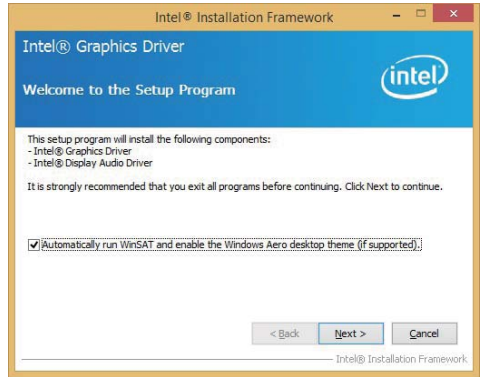 Intel® Installation Framework
Intel® Graphics Driver
Welcome to the Setup Program
intel
This setup program will install the following components:
- Intel® Graphics Driver
- Intel® Display Audio Driver
It is strongly recommended that you exit all programs before continuing. Click Next to continue.
Automatically run WinSAT and enable the Windows Aero desktop theme (if supported).
< Back Next > Cancel
Intel® Installation Framework